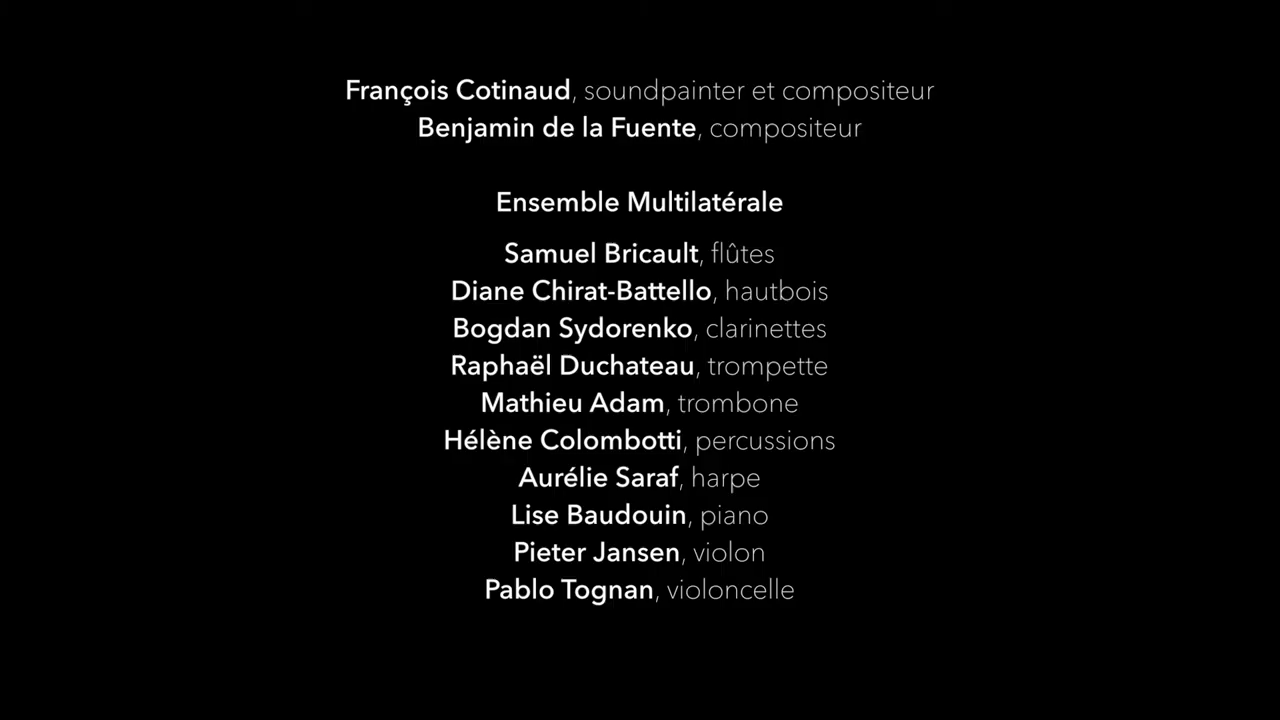 François Cotinaud, soundpainter et compositeur
Benjamin de la Fuente, compositeur
Ensemble Multilatérale
Samuel Bricault, flûtes
Diane Chirat-Battello, hautbois
Bogdan Sydorenko, clarinettes
Raphaël Duchateau, trompette
Mathieu Adam, trombone
Hélène Colombotti, percussions
Aurélie Saraf, harpe
Lise Baudouin, piano
Pieter Jansen, violon
Pablo Tognan, violoncelle